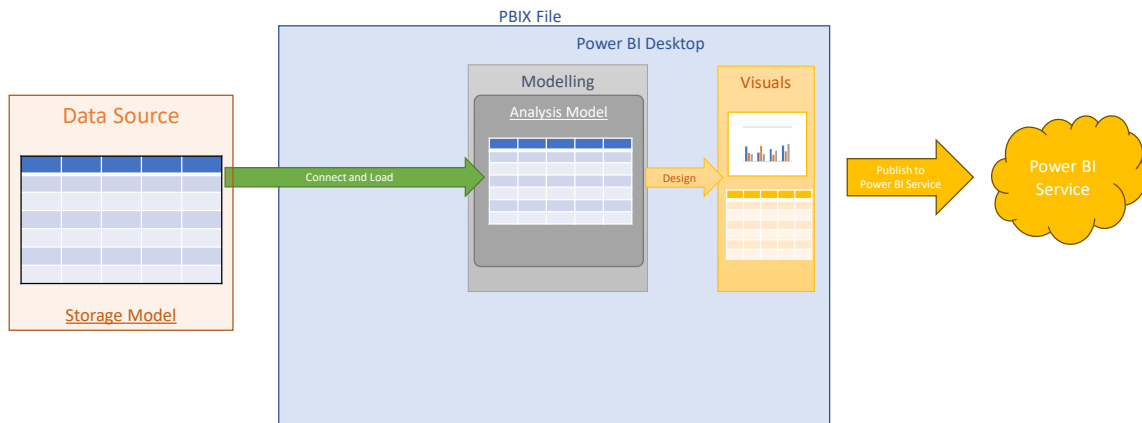 PBIX File
Power BI Desktop
Data Source
Storage Model
Connect and Load
Modelling
Analysis Model
Design
Visuals
Publish to
Power BI Service
Power BI
Service